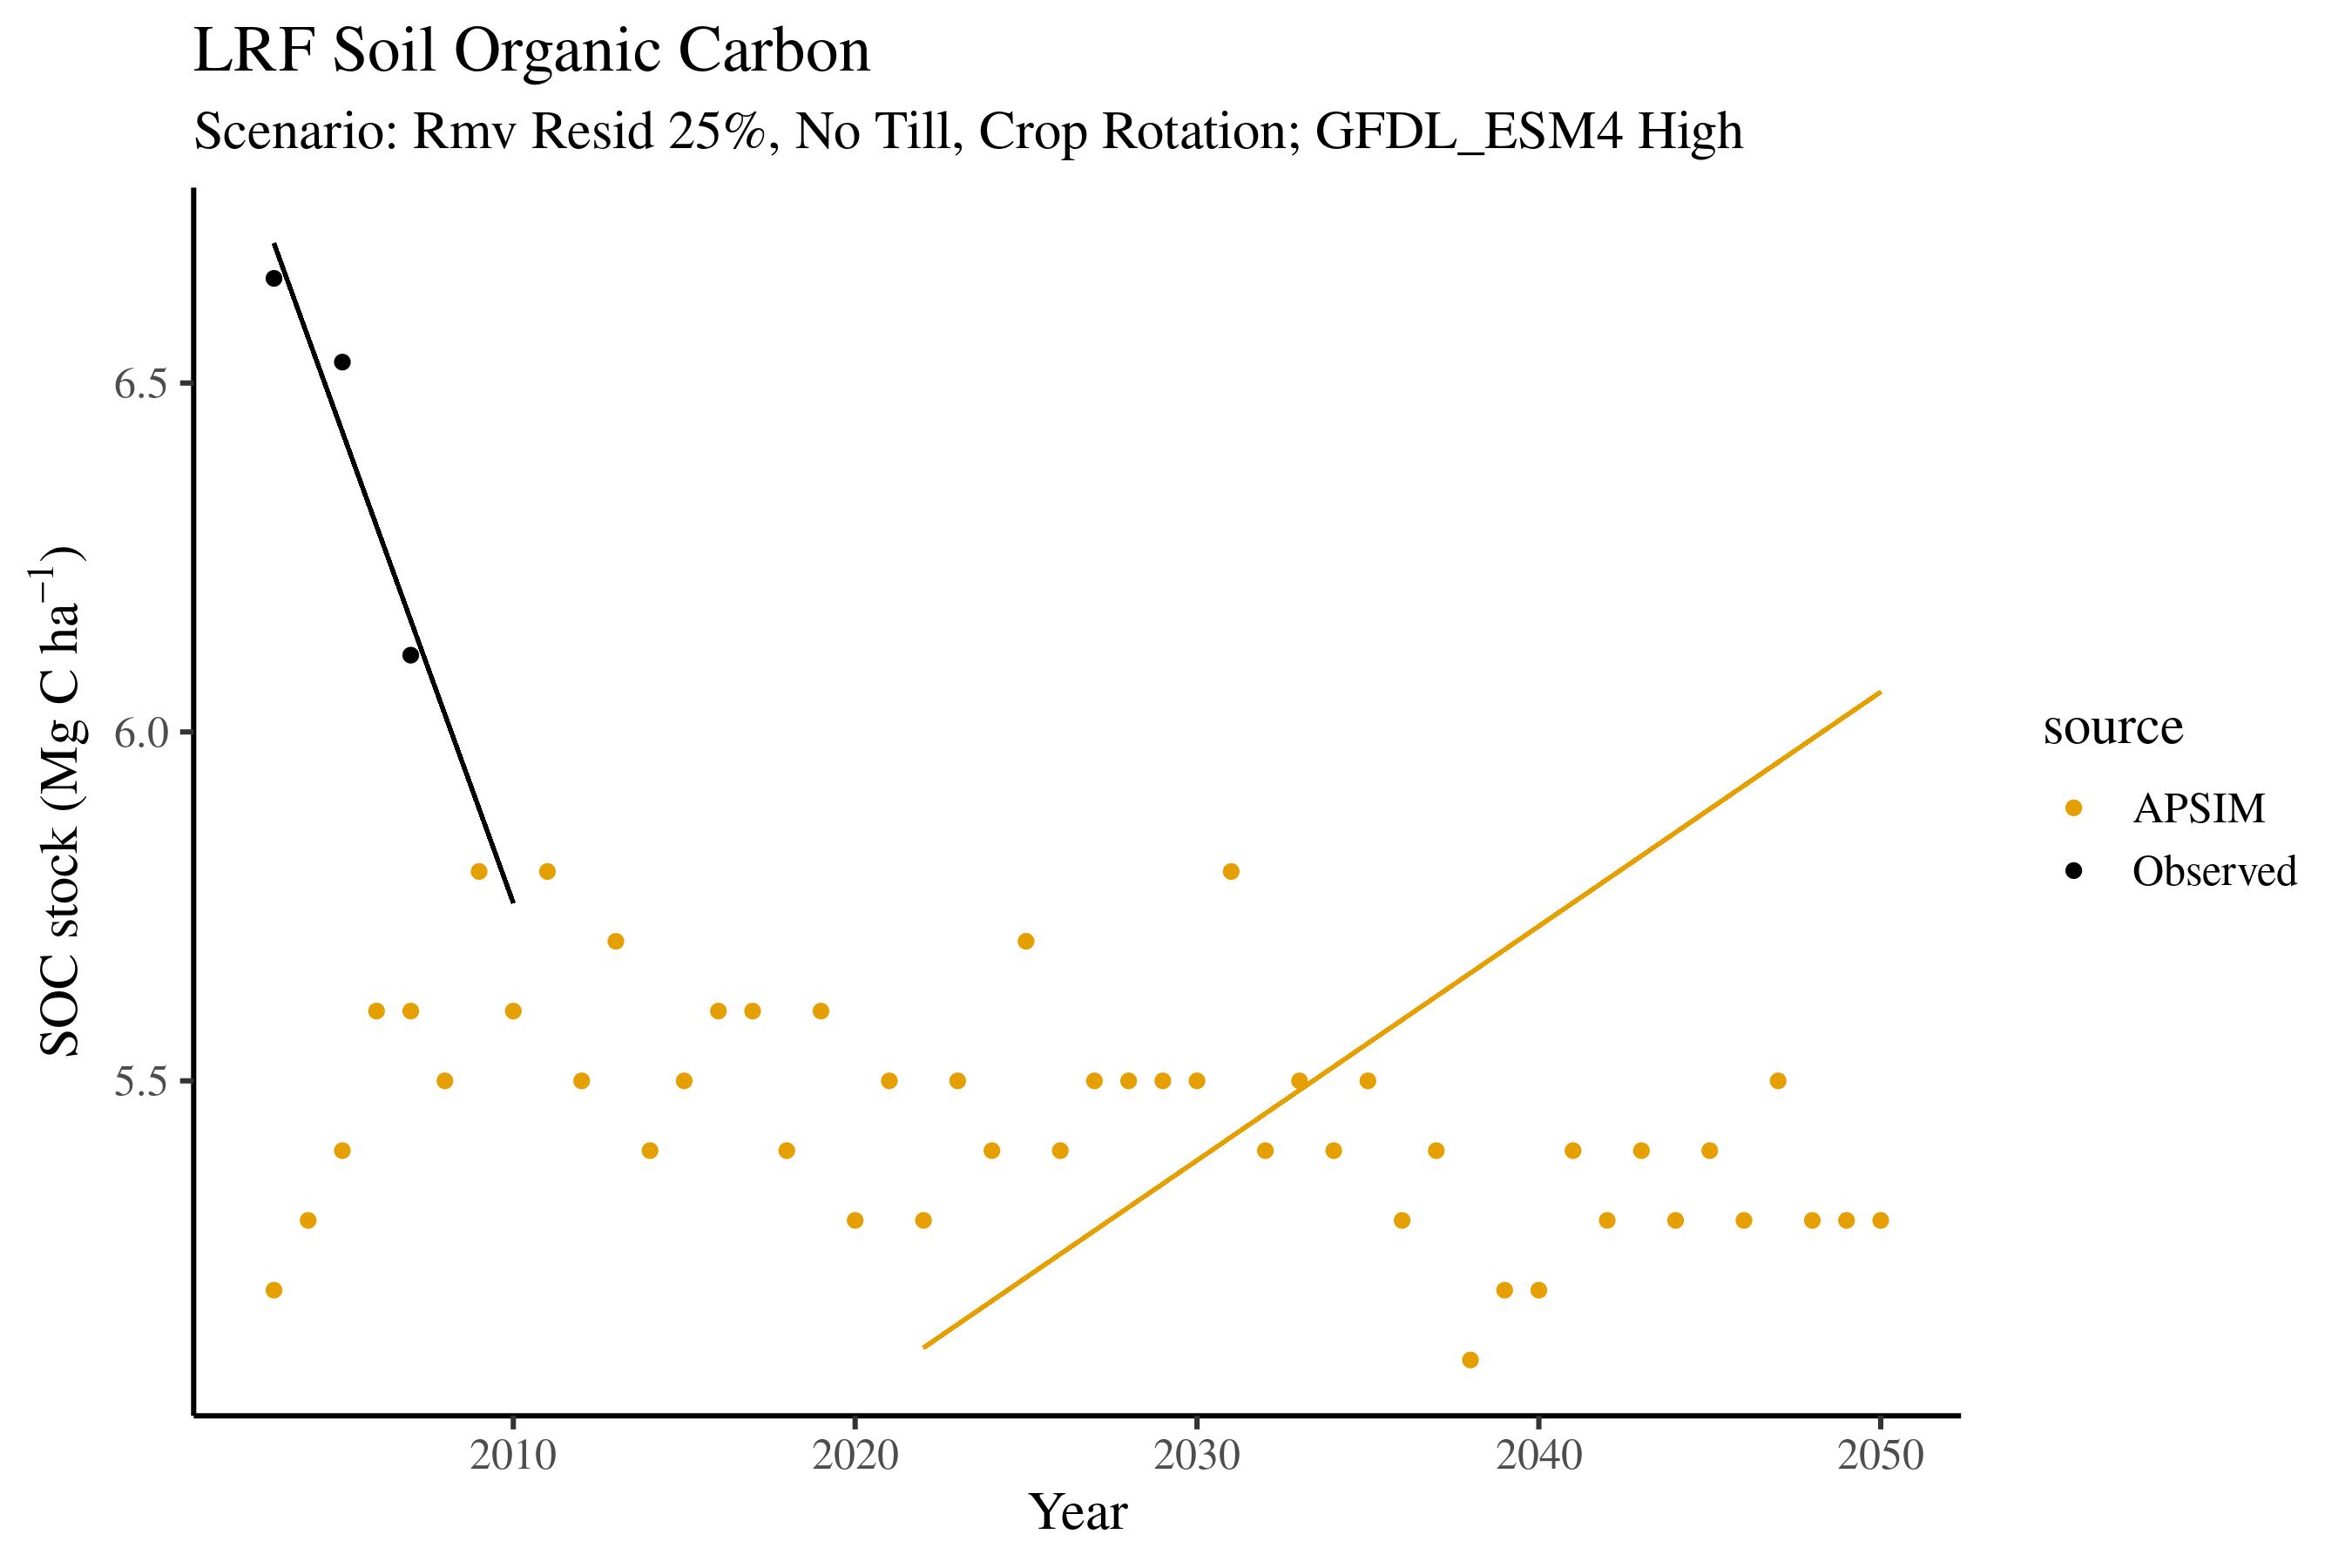 LRF Soil Organic Carbon
Scenario: Rmv Resid 25%, No Till, Crop Rotation; GFDL_ESM4 High
SOC stock (Mg C ha⁻¹)
6.5
6.0
5.5
2010 2020 2030 2040 2050
Year
source
APSIM
Observed